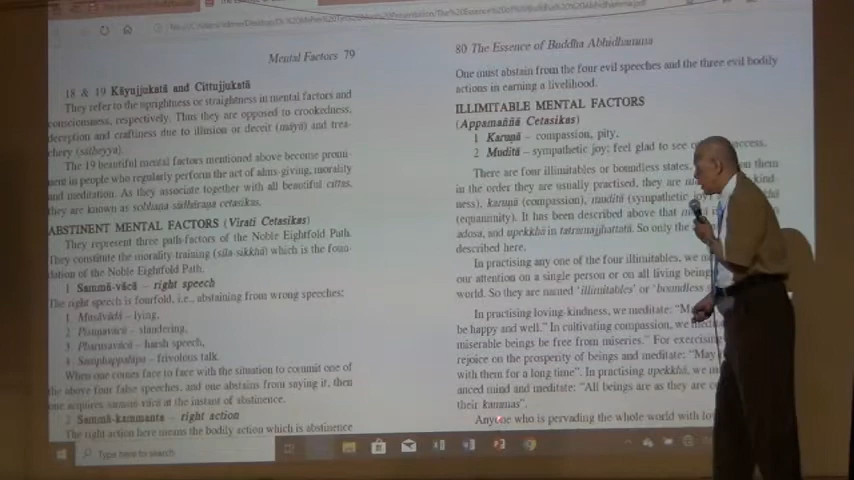 Mental Factors 79
18 & 19 Kāyujjukatā and Cittujjukatā
They refer to the uprightness or straightness in mental factors and
consciousness, respectively. Thus they are opposed to crookedness,
deception and craftiness due to illusion or deceit (māyā) and trea-
chery (sātheyya).
The 19 beautiful mental factors mentioned above become promi-
nent in people who regularly perform the act of alms-giving, morality
and meditation. As they associate together with all beautiful cittas,
they are known as sobhana sādhāraṇa cetasikas.
ABSTINENT MENTAL FACTORS (Virati Cetasikas)
They represent three path-factors of the Noble Eightfold Path.
They constitute the morality training (sīla-sikkhā) which is the foun-
dation of the Noble Eightfold Path.
1 Sammā-vācā – right speech
The right speech is fourfold, i.e., abstaining from wrong speeches:
1 Musāvādā – lying,
2 Pisuṇavācā – slandering,
3 Pharusavācā – harsh speech,
4 Samphappalāpa – frivolous talk.
When one comes face to face with the situation to commit one of
the above four false speeches, and one abstains from saying it, then
one acquires sammā-vācā at the instant of abstinence.
2 Sammā-kammanta – right action
The right action here means the bodily action which is abstinence
80 The Essence of Buddha Abhidhamma
One must abstain from the four evil speeches and the three evil bodily
actions in earning a livelihood.
ILLIMITABLE MENTAL FACTORS
(Appamaññā Cetasikas)
1 Karuṇā – compassion, pity.
2 Muditā – sympathetic joy; feel glad to see
There are four illimitables or boundless states.
in the order they are usually practised, they are
ness), karuṇā (compassion), muditā (sympathetic joy)
(equanimity). It has been described above that
adosa, and upekkhā in tatramajjhattatā. So only the
described here.
In practising any one of the four illimitables, we
our attention on a single person or on all living
world. So they are named 'illimitables' or 'boundless
In practising loving-kindness, we meditate:
be happy and well." In cultivating compassion, we
miserable beings be free from miseries." For
rejoice on the prosperity of beings and meditate: "May
with them for a long time". In practising upekkhā, we
anced mind and meditate: "All beings are as they are
their kammas".
Anyone who is pervading the whole world with
Type here to search